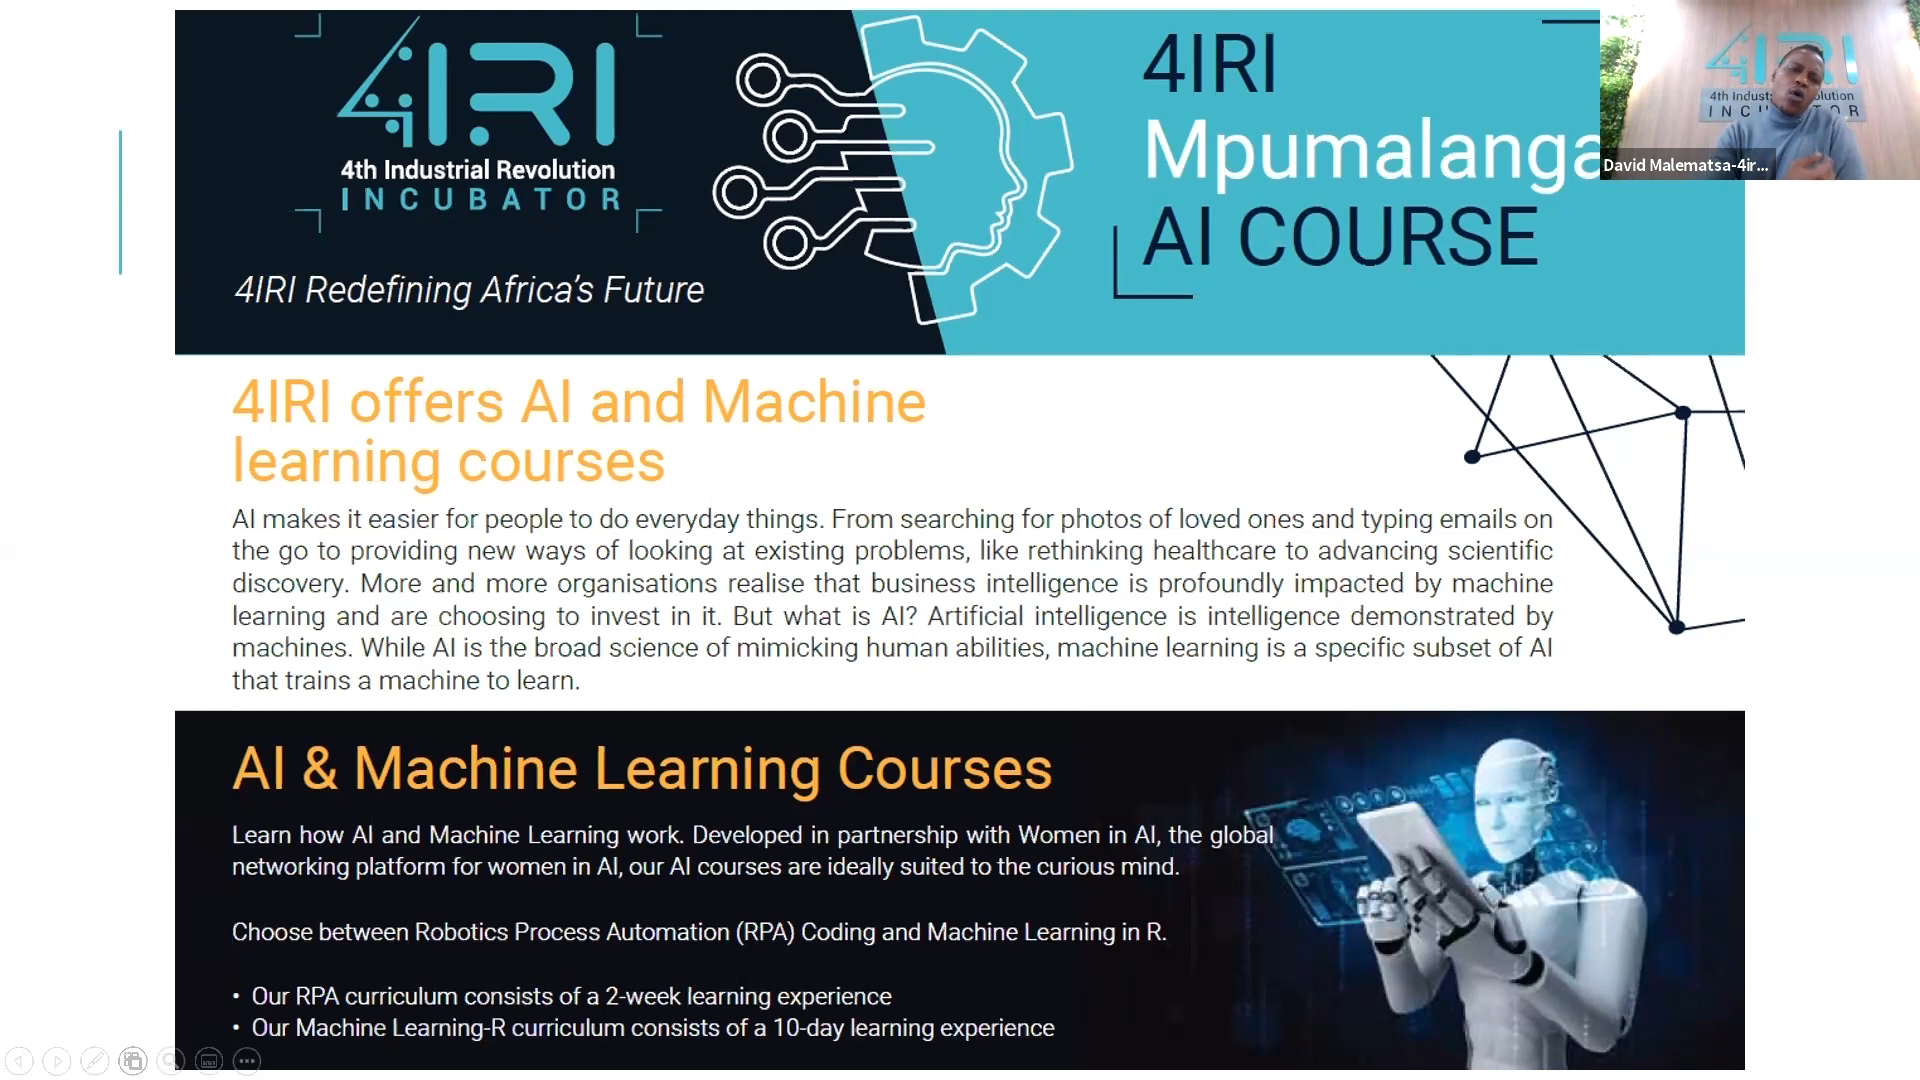 4IRI
4th Industrial Revolution
INCUBATOR
4IRI Redefining Africa's Future
4IRI
Mpumalanga
AI COURSE
4IRI
4th Indust olution
INCU TOR
David Malematsa-4ir...
4IRI offers AI and Machine
learning courses
AI makes it easier for people to do everyday things. From searching for photos of loved ones and typing emails on
the go to providing new ways of looking at existing problems, like rethinking healthcare to advancing scientific
discovery. More and more organisations realise that business intelligence is profoundly impacted by machine
learning and are choosing to invest in it. But what is AI? Artificial intelligence is intelligence demonstrated by
machines. While AI is the broad science of mimicking human abilities, machine learning is a specific subset of AI
that trains a machine to learn.
AI & Machine Learning Courses
Learn how AI and Machine Learning work. Developed in partnership with Women in AI, the global
networking platform for women in AI, our AI courses are ideally suited to the curious mind.
Choose between Robotics Process Automation (RPA) Coding and Machine Learning in R.
• Our RPA curriculum consists of a 2-week learning experience
• Our Machine Learning-R curriculum consists of a 10-day learning experience